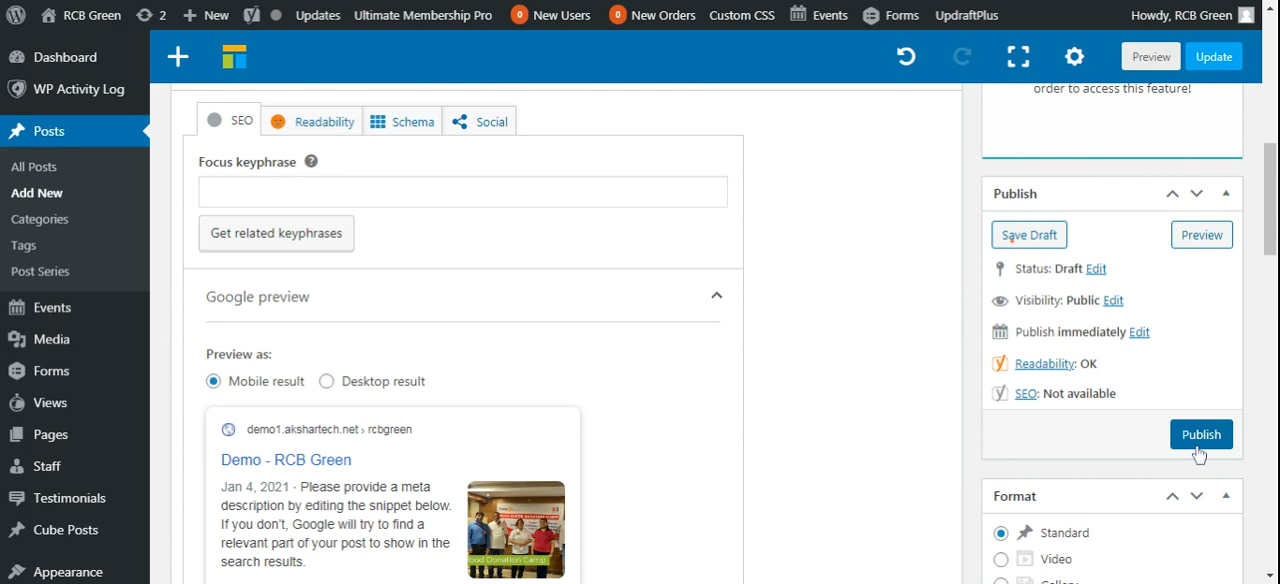 RCB Green 2 New Updates Ultimate Membership Pro 0 New Users 0 New Orders Custom CSS Events Forms UpdraftPlus Howdy, RCB Green
Dashboard
WP Activity Log
Posts
All Posts
Add New
Categories
Tags
Post Series
Events
Media
Forms
Views
Pages
Staff
Testimonials
Cube Posts
Appearance
Preview Update
SEO Readability Schema Social
Focus keyphrase ?
Get related keyphrases
Google preview
Preview as:
Mobile result Desktop result
demo1.akshartech.net › rcbgreen
Demo - RCB Green
Jan 4, 2021 · Please provide a meta
description by editing the snippet below.
If you don't, Google will try to find a
relevant part of your post to show in the
search results.
order to access this feature!
Publish
Save Draft Preview
Status: Draft Edit
Visibility: Public Edit
Publish immediately Edit
Readability: OK
SEO: Not available
Publish
Format
Standard
Video